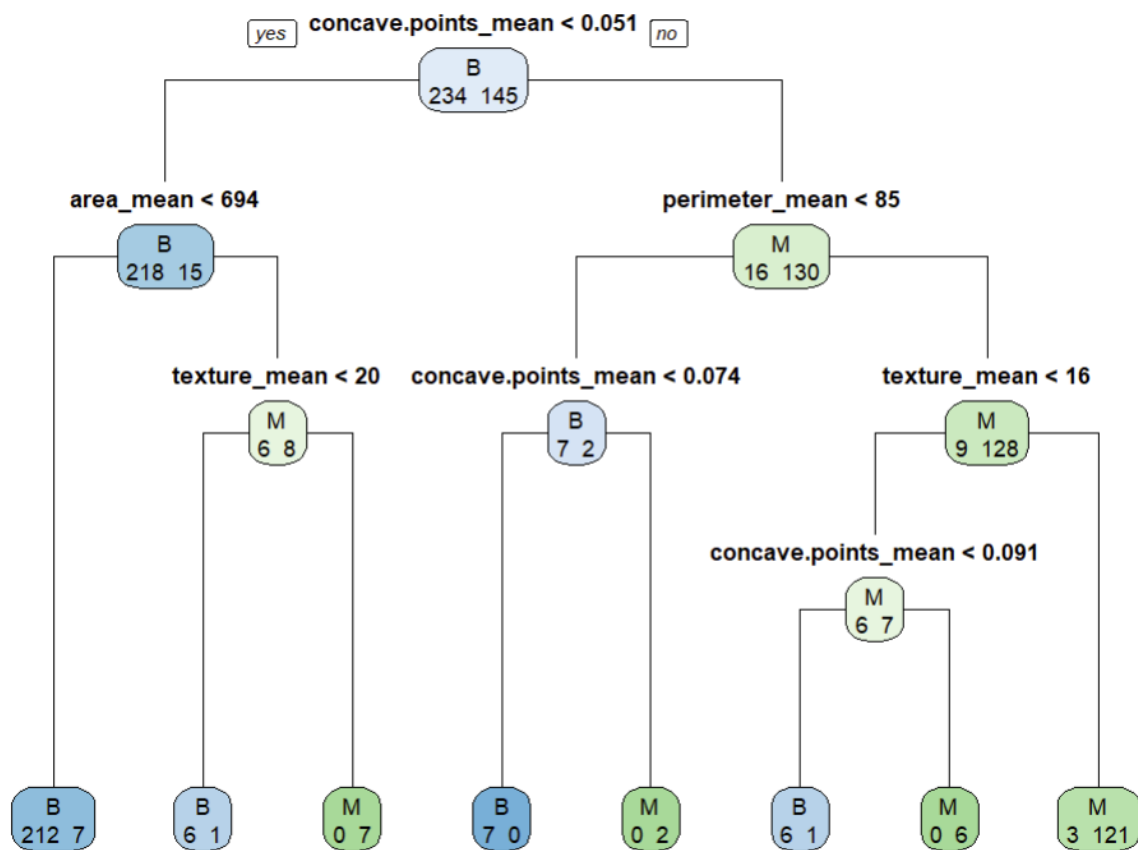 concave.points_mean < 0.051
yes
no
B
234 145
area_mean < 694
perimeter_mean < 85
B
218 15
M
16 130
texture_mean < 20
concave.points_mean < 0.074
texture_mean < 16
M
6 8
B
7 2
M
9 128
concave.points_mean < 0.091
M
6 7
B
212 7
B
6 1
M
0 7
B
7 0
M
0 2
B
6 1
M
0 6
M
3 121